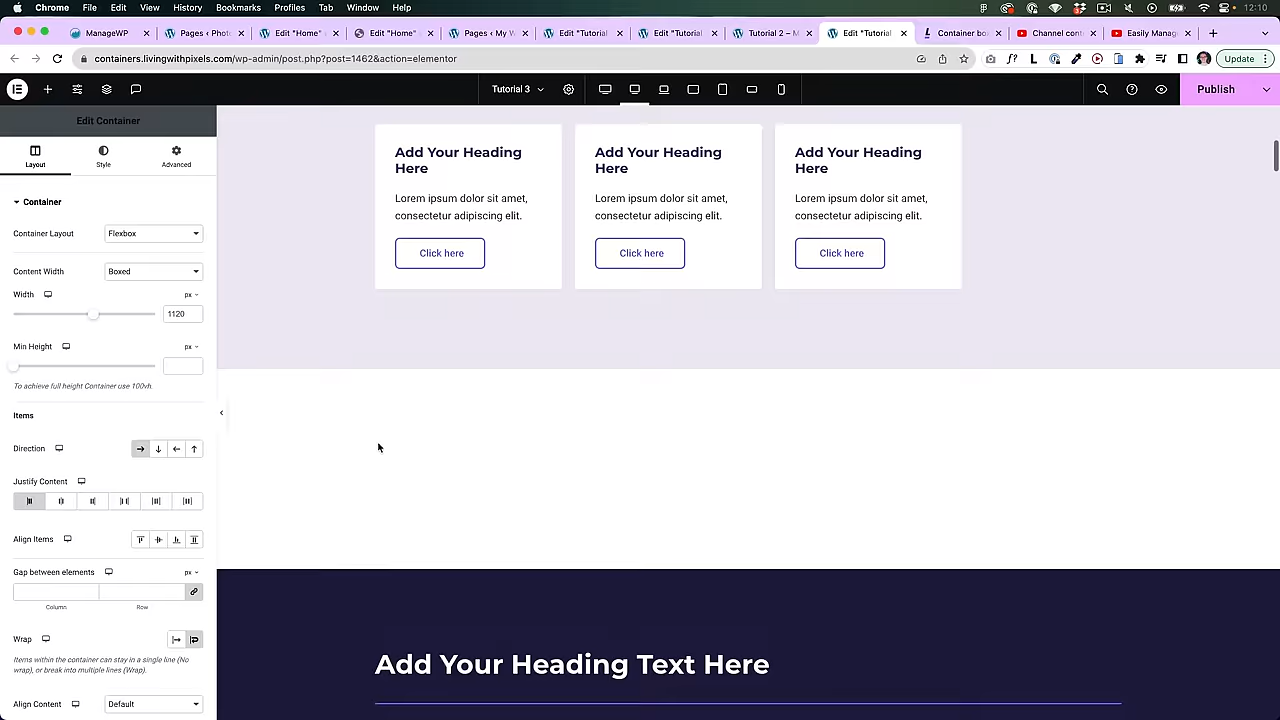 Chrome File Edit View History Bookmarks Profiles Tab Window Help 12:10
ManageWP Pages ‹ Phot Edit "Home" Edit "Home" Pages ‹ My W Edit "Tutorial Edit "Tutorial Tutorial 2 – M Edit "Tutorial Container bo Channel cont Easily Manage
containers.livingwithpixels.com/wp-admin/post.php?post=1462&action=elementor Update
Tutorial 3 Publish
Edit Container
Layout Style Advanced
Container
Container Layout Flexbox
Content Width Boxed
Width px
1120
Min Height px
To achieve full height Container use 100vh.
Items
Direction
Justify Content
Align Items
Gap between elements px
Column Row
Wrap
Items within the container can stay in a single line (No
wrap), or break into multiple lines (Wrap).
Align Content Default
Add Your Heading
Here
Lorem ipsum dolor sit amet,
consectetur adipiscing elit.
Click here
Add Your Heading
Here
Lorem ipsum dolor sit amet,
consectetur adipiscing elit.
Click here
Add Your Heading
Here
Lorem ipsum dolor sit amet,
consectetur adipiscing elit.
Click here
Add Your Heading Text Here